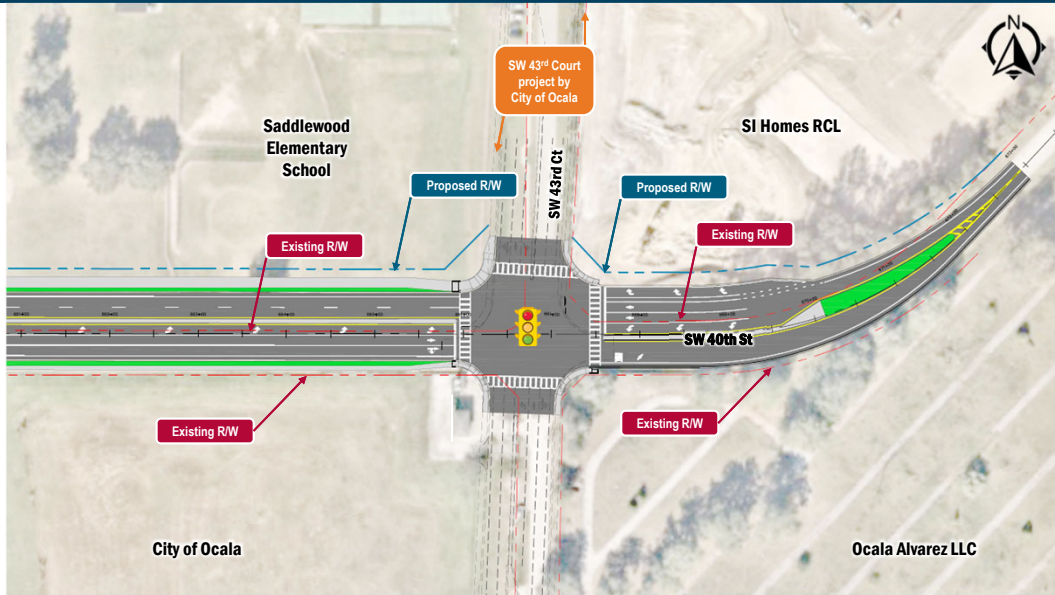 N
SW 43rd Court
project by
City of Ocala
Saddlewood
Elementary
School
SI Homes RCL
SW 43rd Ct
Proposed R/W
Proposed R/W
Existing R/W
Existing R/W
SW 40th St
Existing R/W
Existing R/W
City of Ocala
Ocala Alvarez LLC